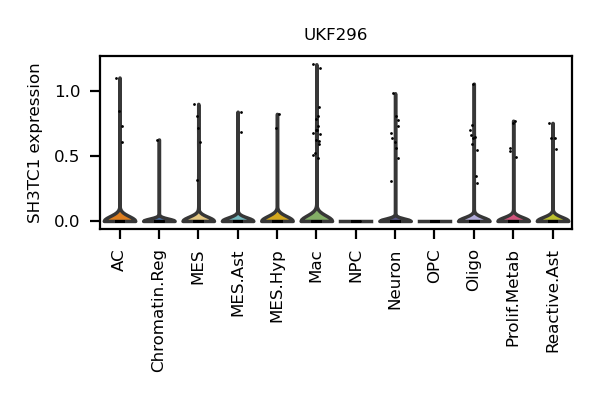 UKF296
SH3TC1 expression
1.0
0.5
0.0
AC
Chromatin.Reg
MES
MES.Ast
MES.Hyp
Mac
NPC
Neuron
OPC
Oligo
Prolif.Metab
Reactive.Ast